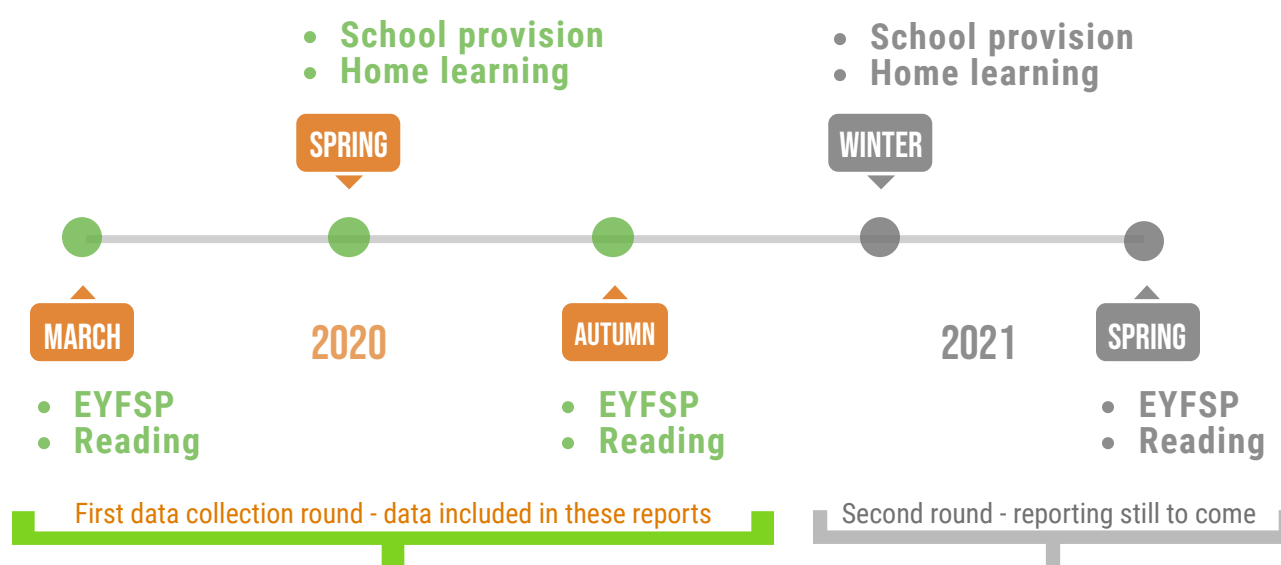 School provision
Home learning
School provision
Home learning
SPRING
WINTER
MARCH
2020
AUTUMN
2021
SPRING
EYFSP
Reading
EYFSP
Reading
EYFSP
Reading
First data collection round - data included in these reports
Second round - reporting still to come